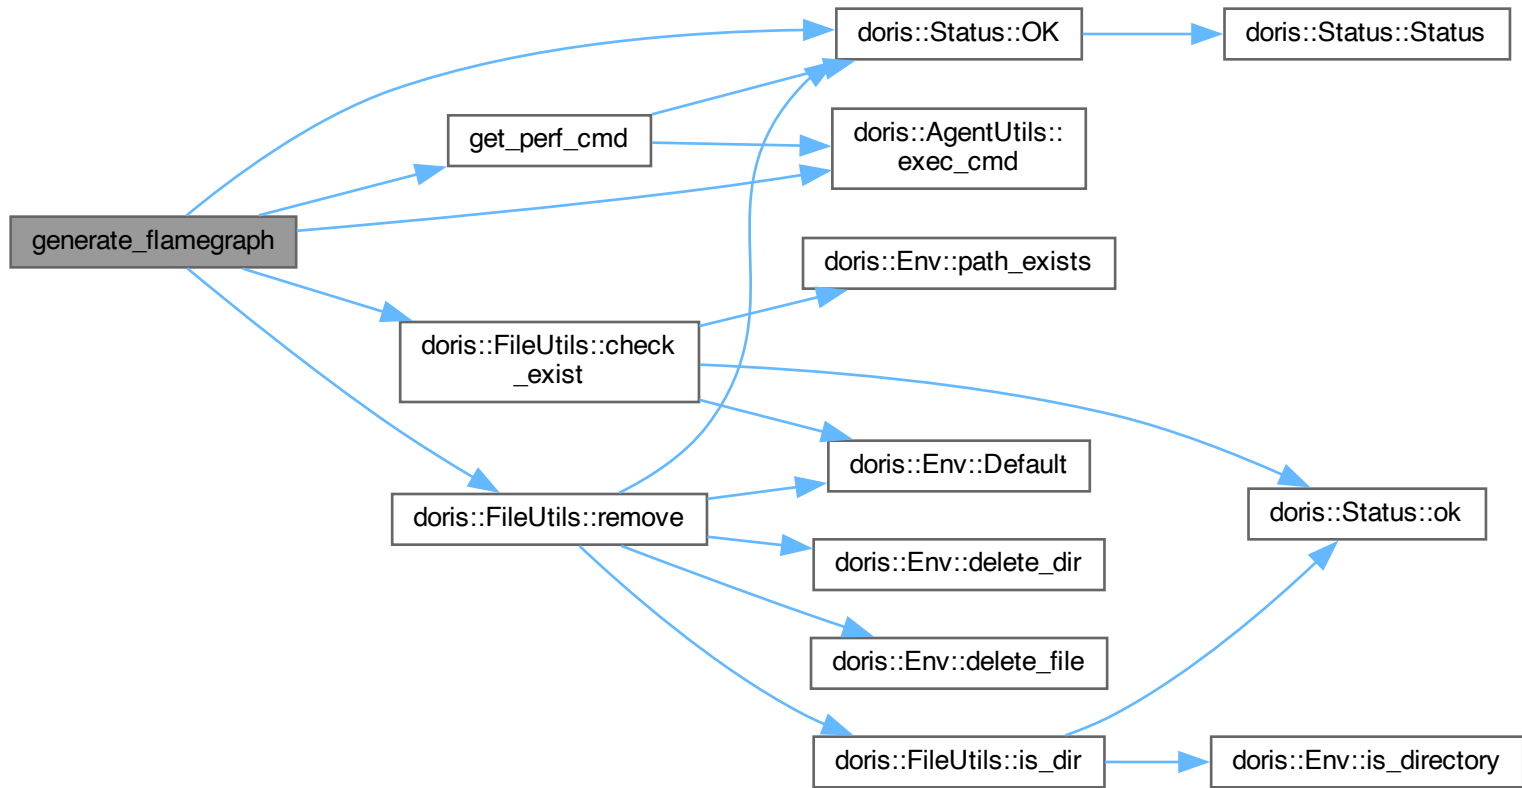 doris::Status::OK
doris::Status::Status
get_perf_cmd
doris::AgentUtils::
exec_cmd
generate_flamegraph
doris::Env::path_exists
doris::FileUtils::check
_exist
doris::Env::Default
doris::FileUtils::remove
doris::Status::ok
doris::Env::delete_dir
doris::Env::delete_file
doris::FileUtils::is_dir
doris::Env::is_directory